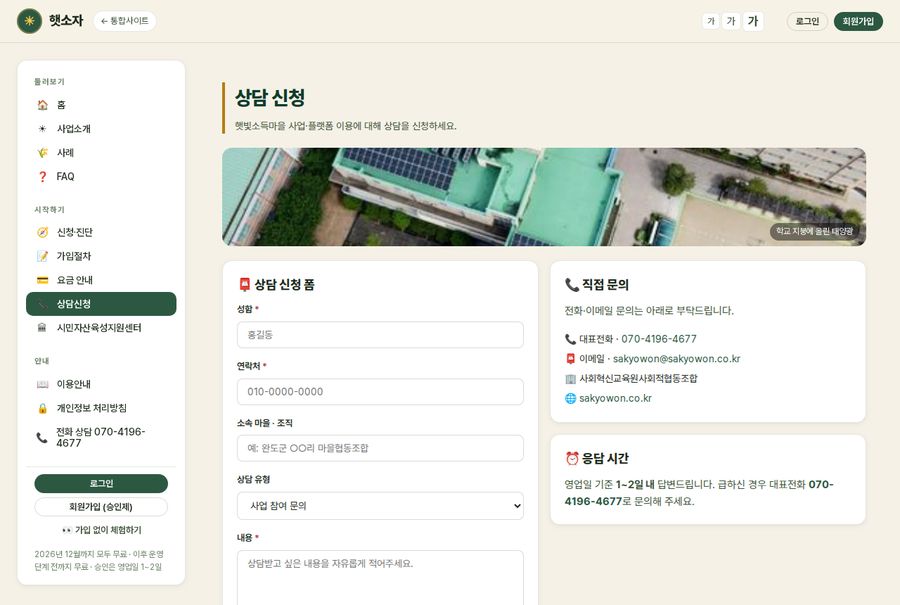 햇소자
← 통합사이트
가 가 가
로그인
회원가입
둘러보기
홈
사업소개
사례
FAQ
시작하기
신청·진단
가입절차
요금 안내
상담신청
시민자산육성지원센터
안내
이용안내
개인정보 처리방침
전화 상담 070-4196-
4677
로그인
회원가입 (승인제)
가입 없이 체험하기
2026년 12월까지 모두 무료 · 이후 운영
단계 전까지 무료 · 승인은 영업일 1~2일
상담 신청
햇빛소득마을 사업·플랫폼 이용에 대해 상담을 신청하세요.
학교 지붕에 올린 태양광
상담 신청 폼
성함 *
홍길동
연락처 *
010-0000-0000
소속 마을 · 조직
예: 완도군 ○○리 마을협동조합
상담 유형
사업 참여 문의
내용 *
상담받고 싶은 내용을 자유롭게 적어주세요.
직접 문의
전화·이메일 문의는 아래로 부탁드립니다.
대표전화 · 070-4196-4677
이메일 · sakyowon@sakyowon.co.kr
사회혁신교육원사회적협동조합
sakyowon.co.kr
응답 시간
영업일 기준 1~2일 내 답변드립니다. 급하신 경우 대표전화 070-
4196-4677로 문의해 주세요.